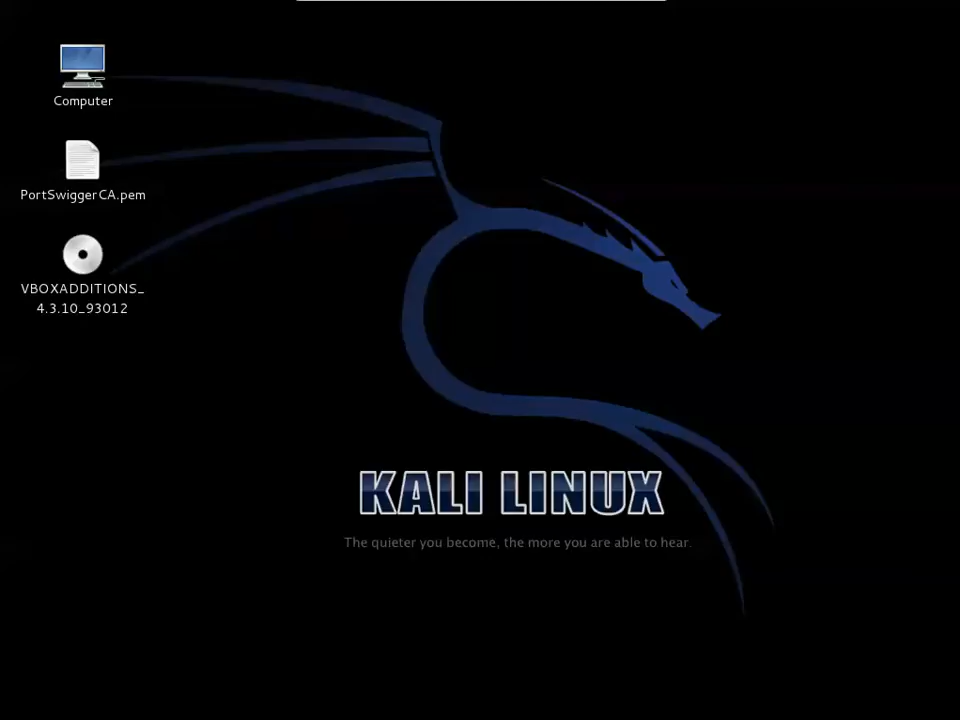 Computer
PortSwiggerCA.pem
VBOXADDITIONS_
4.3.10_93012
KALI LINUX
The quieter you become, the more you are able to hear.